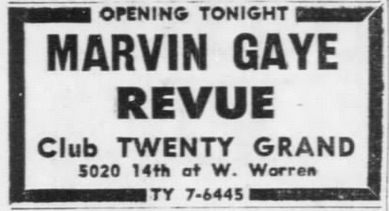 OPENING TONIGHT
MARVIN GAYE
REVUE
Club TWENTY GRAND
5020 14th at W. Warren
TY 7-6445